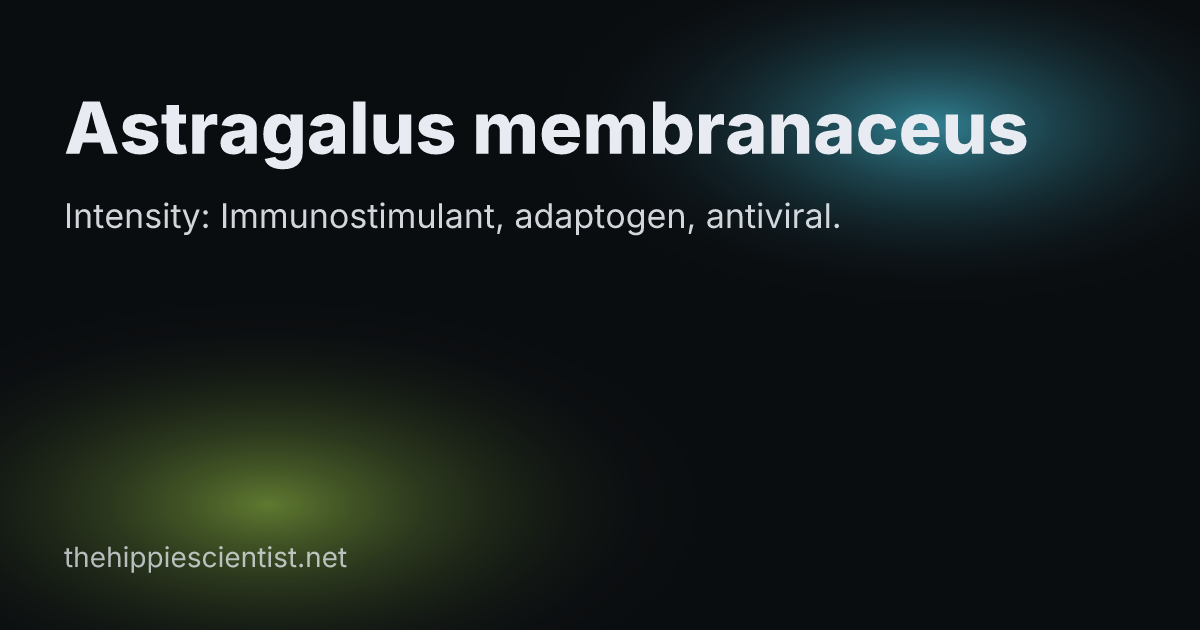 Astragalus membranaceus
Intensity: Immunostimulant, adaptogen, antiviral.
thehippiescientist.net